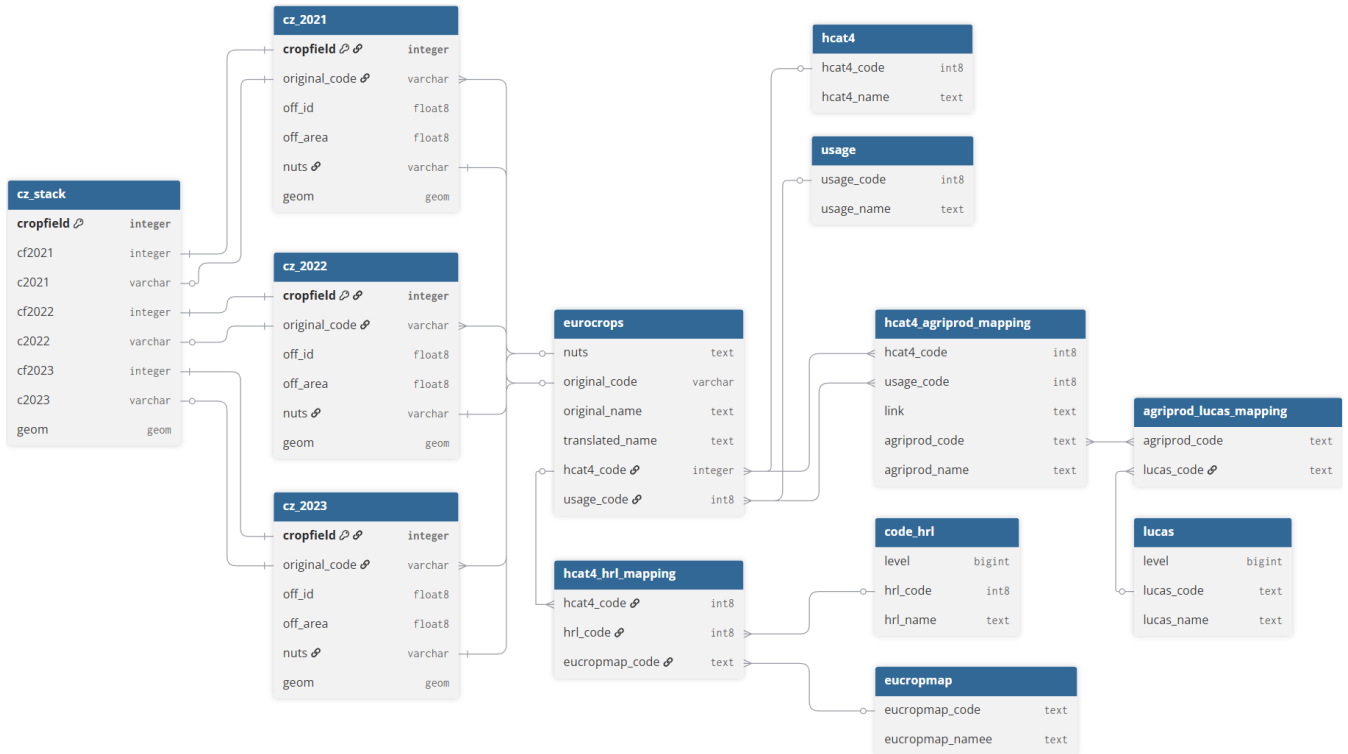 cz_stack
cropfield integer
cf2021 integer
c2021 varchar
cf2022 integer
c2022 varchar
cf2023 integer
c2023 varchar
geom geom
cz_2021
cropfield integer
original_code varchar
off_id float8
off_area float8
nuts varchar
geom geom
cz_2022
cropfield integer
original_code varchar
off_id float8
off_area float8
nuts varchar
geom geom
cz_2023
cropfield integer
original_code varchar
off_id float8
off_area float8
nuts varchar
geom geom
eurocrops
nuts text
original_code varchar
original_name text
translated_name text
hcat4_code integer
usage_code int8
hcat4_hrl_mapping
hcat4_code int8
hrl_code int8
eucropmap_code text
hcat4
hcat4_code int8
hcat4_name text
usage
usage_code int8
usage_name text
hcat4_agriprod_mapping
hcat4_code int8
usage_code int8
link text
agriprod_code text
agriprod_name text
code_hrl
level bigint
hrl_code int8
hrl_name text
eucropmap
eucropmap_code text
eucropmap_namee text
agriprod_lucas_mapping
agriprod_code text
lucas_code text
lucas
level bigint
lucas_code text
lucas_name text